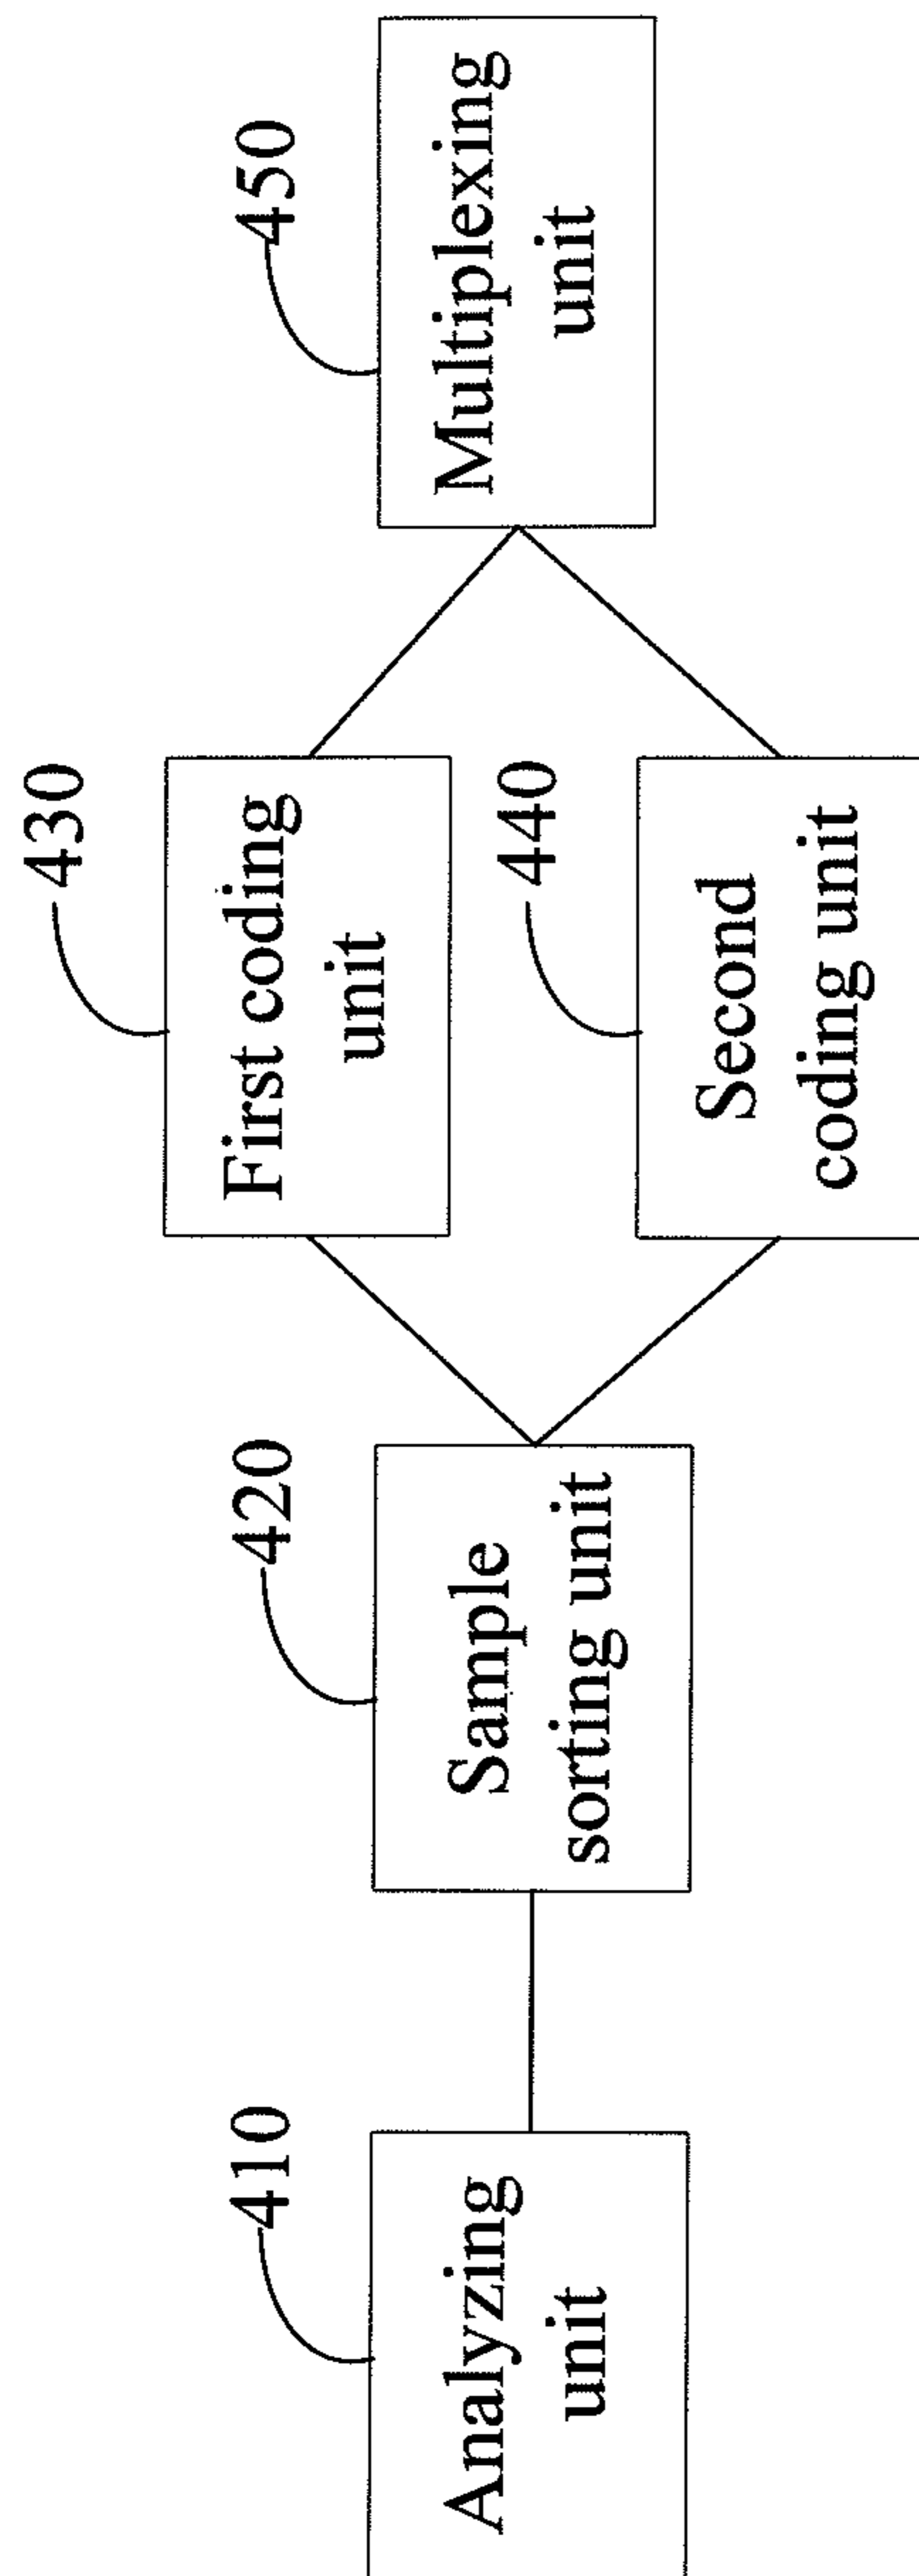 410
Analyzing
unit
420
Sample
sorting unit
430
First coding
unit
440
Second
coding unit
450
Multiplexing
unit